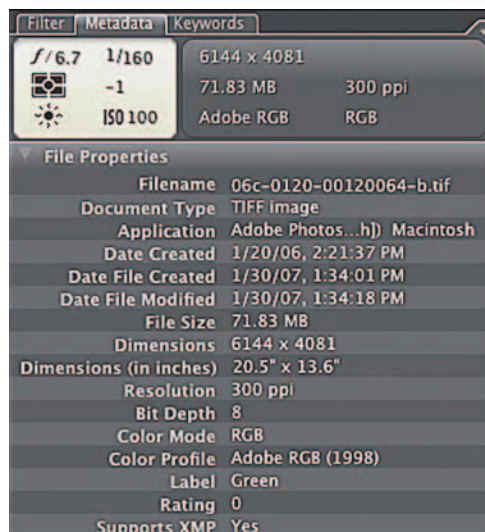 Filter Metadata Keywords
f/6.7 1/160
-1
ISO 100
6144 x 4081
71.83 MB 300 ppi
Adobe RGB RGB
File Properties
Filename 06c-0120-00120064-b.tif
Document Type TIFF image
Application Adobe Photos...h]) Macintosh
Date Created 1/20/06, 2:21:37 PM
Date File Created 1/30/07, 1:34:01 PM
Date File Modified 1/30/07, 1:34:18 PM
File Size 71.83 MB
Dimensions 6144 x 4081
Dimensions (in inches) 20.5" x 13.6"
Resolution 300 ppi
Bit Depth 8
Color Mode RGB
Color Profile Adobe RGB (1998)
Label Green
Rating 0
Supports XMP Yes